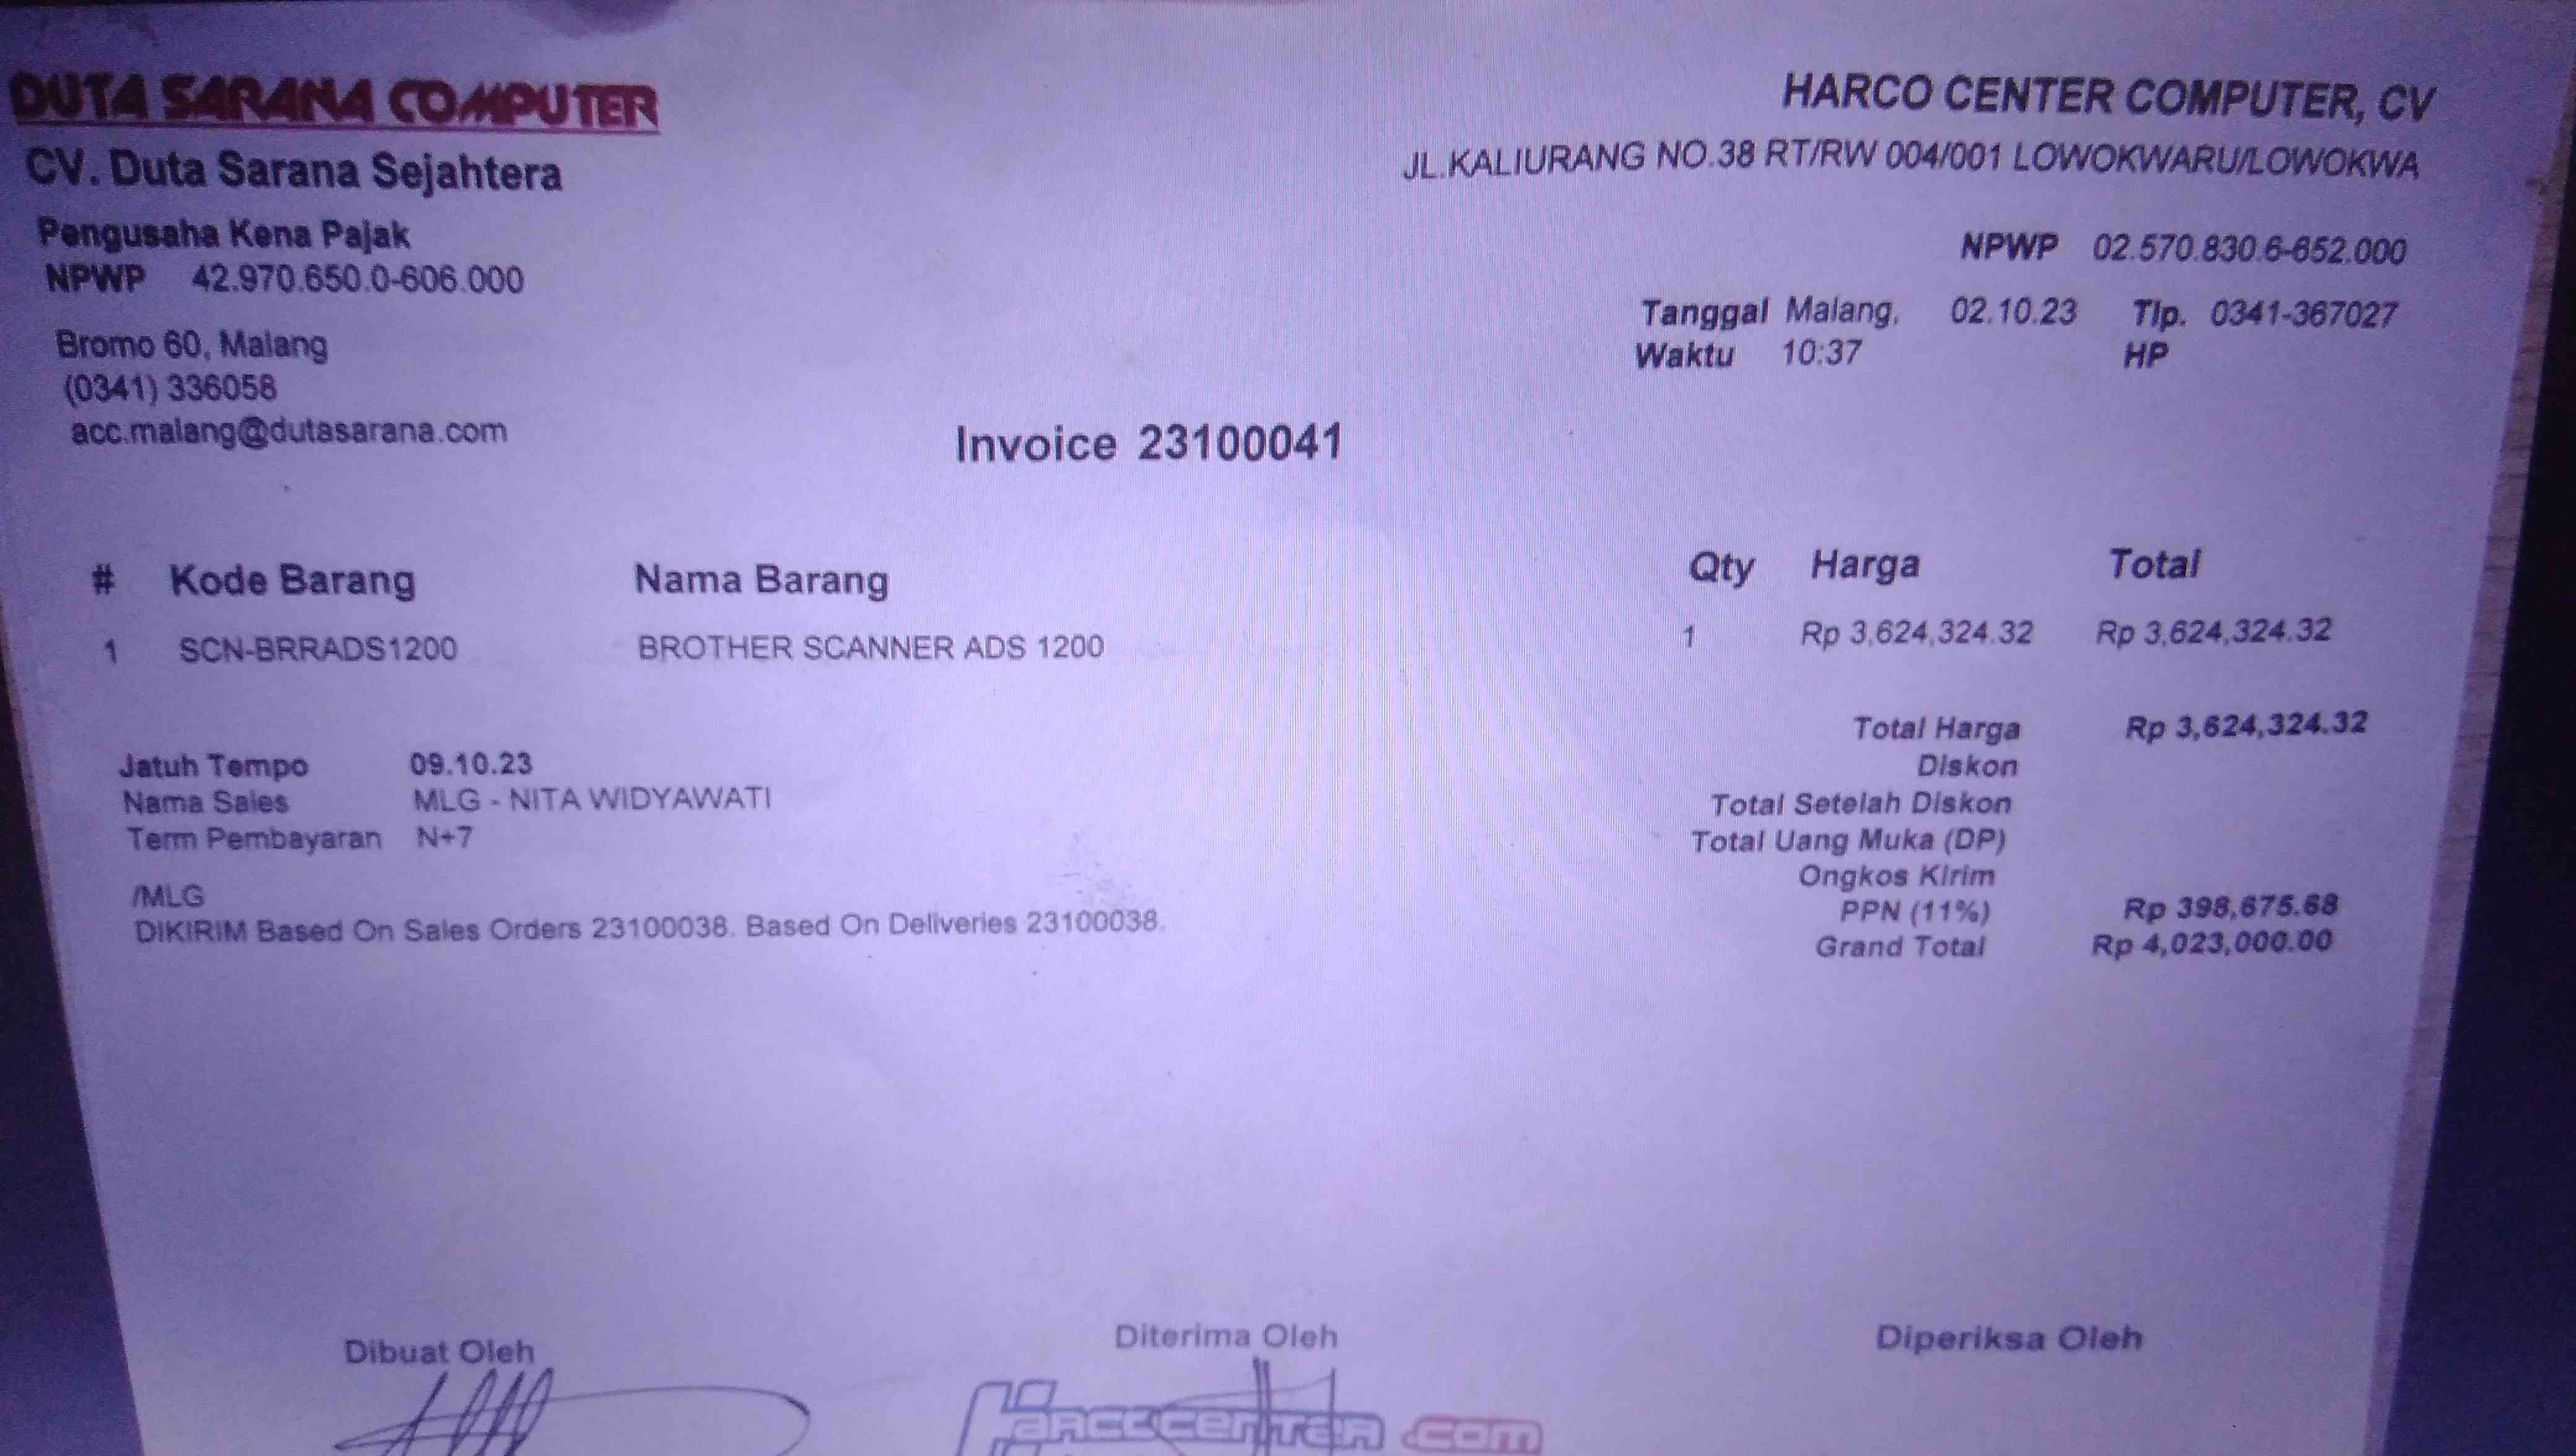 DUTA SARANA COMPUTER
CV. Duta Sarana Sejahtera
Pengusaha Kena Pajak
NPWP 42.970.650.0-606.000
Bromo 60, Malang
(0341) 336058
acc.malang@dutasarana.com
HARCO CENTER COMPUTER, CV
JL.KALIURANG NO.38 RT/RW 004/001 LOWOKWARU/LOWOKWA
NPWP 02.570.830.6-652.000
Tanggal Malang, 02.10.23 Tlp. 0341-367027
Waktu 10:37 HP
Invoice 23100041
# Kode Barang Nama Barang Qty Harga Total
1 SCN-BRRADS1200 BROTHER SCANNER ADS 1200 1 Rp 3,624,324.32 Rp 3,624,324.32
Jatuh Tempo 09.10.23
Nama Sales MLG - NITA WIDYAWATI
Term Pembayaran N+7
/MLG
DIKIRIM Based On Sales Orders 23100038. Based On Deliveries 23100038.
Total Harga Rp 3,624,324.32
Diskon
Total Setelah Diskon
Total Uang Muka (DP)
Ongkos Kirim
PPN (11%) Rp 398,675.68
Grand Total Rp 4,023,000.00
Dibuat Oleh Diterima Oleh Diperiksa Oleh
Harccenter.com